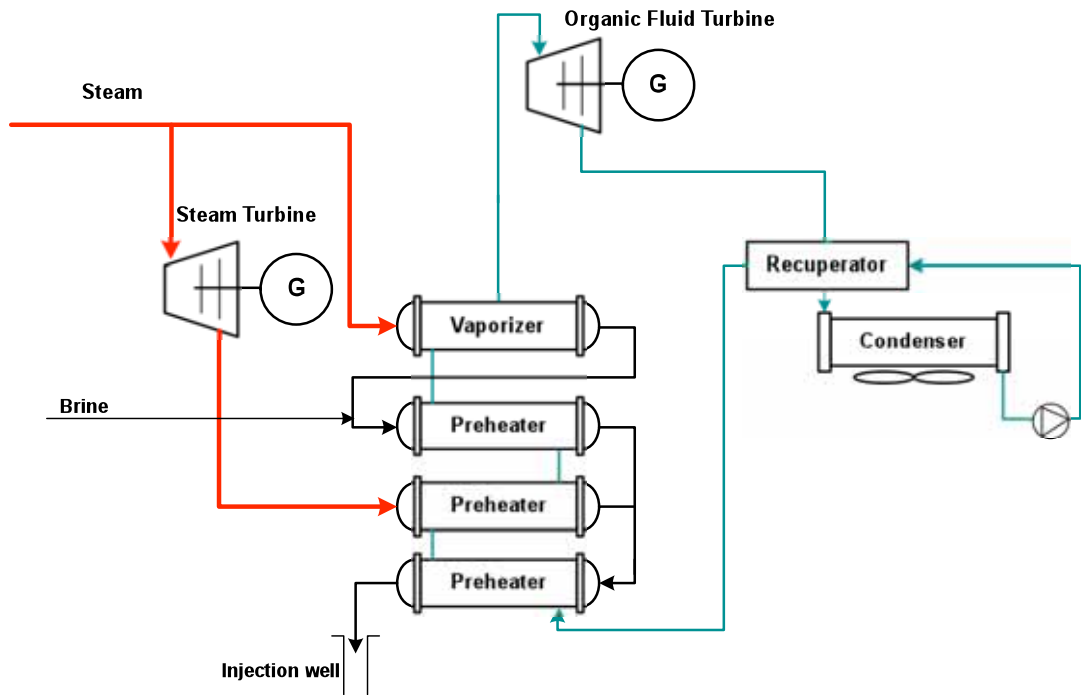 Organic Fluid Turbine
G
Steam
Steam Turbine
G
Recuperator
Vaporizer
Condenser
Brine
Preheater
Preheater
Preheater
Injection well